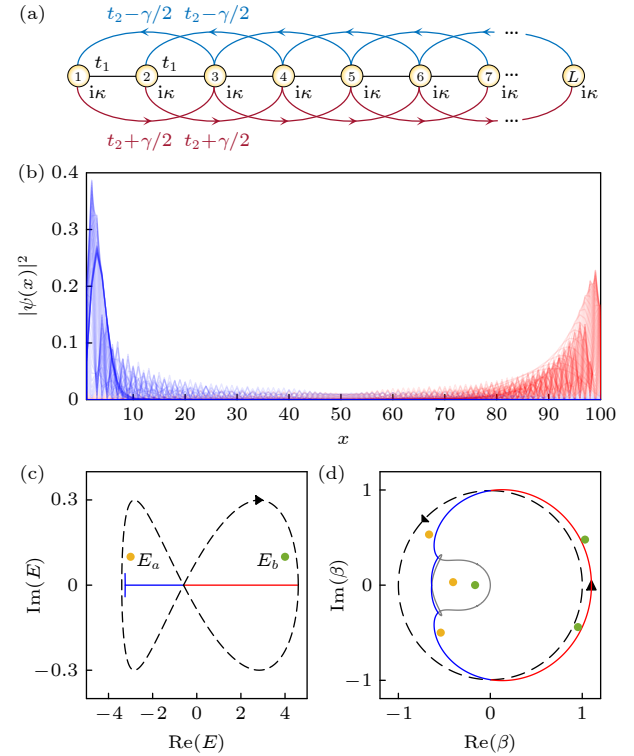 (a)
t₂−γ/2 t₂−γ/2
...
t₁ t₁
1 2 3 4 5 6 7 ... L
iκ iκ iκ iκ iκ iκ iκ iκ
...
t₂+γ/2 t₂+γ/2
(b)
0.4
0.3
0.2
0.1
0
|ψ(x)|²
10 20 30 40 50 60 70 80 90 100
x
(c)
0.3
0
−0.3
Im(E)
E_a E_b
−4 −2 0 2 4
Re(E)
(d)
1
0
−1
Im(β)
−1 0 1
Re(β)